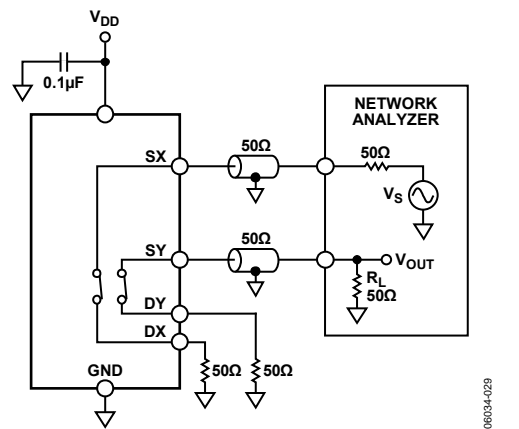 VDD
0.1µF
NETWORK
ANALYZER
SX
50Ω
50Ω
VS
SY
50Ω
VOUT
RL
50Ω
DY
DX
50Ω
50Ω
GND
06034-029